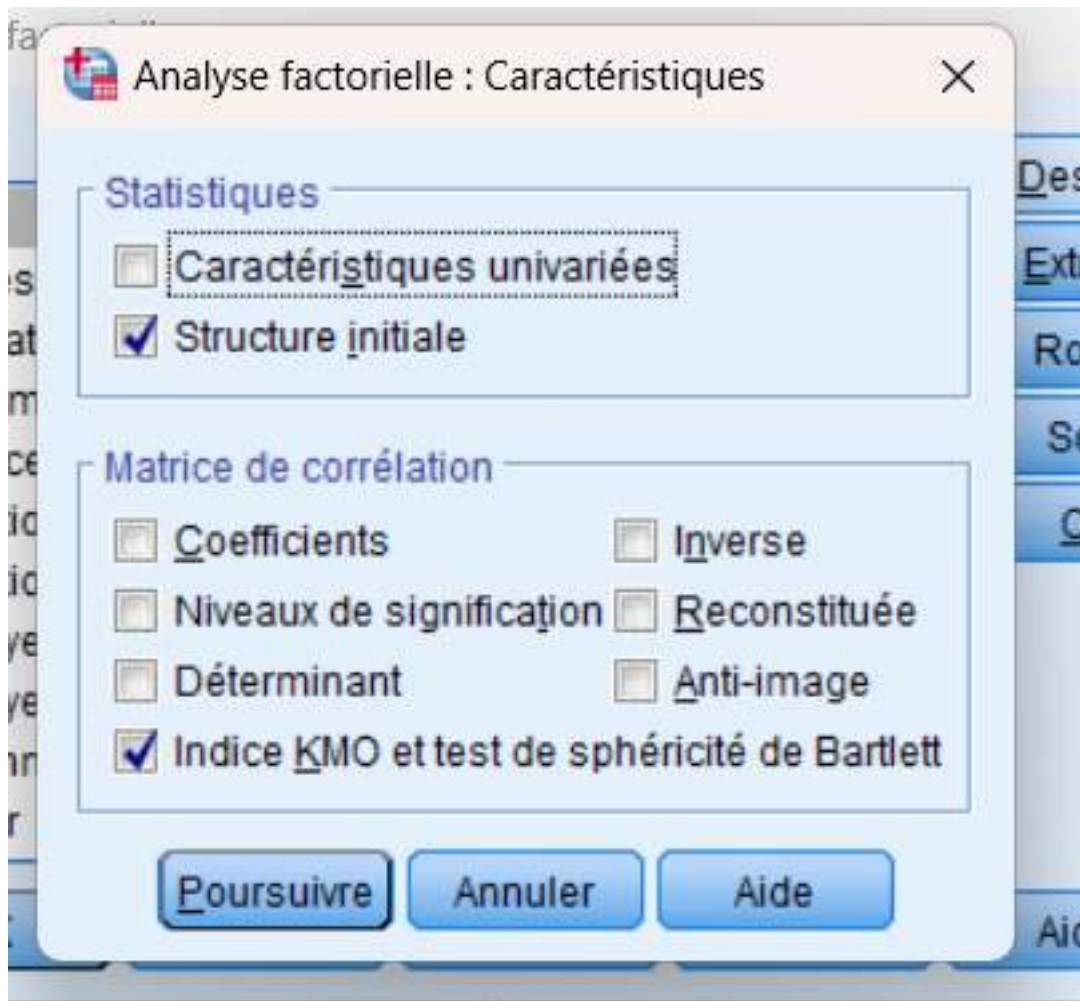 Analyse factorielle : Caractéristiques
Statistiques
Caractéristiques univariées
Structure initiale
Matrice de corrélation
Coefficients
Inverse
Niveaux de signification
Reconstituée
Déterminant
Anti-image
Indice KMO et test de sphéricité de Bartlett
Poursuivre
Annuler
Aide